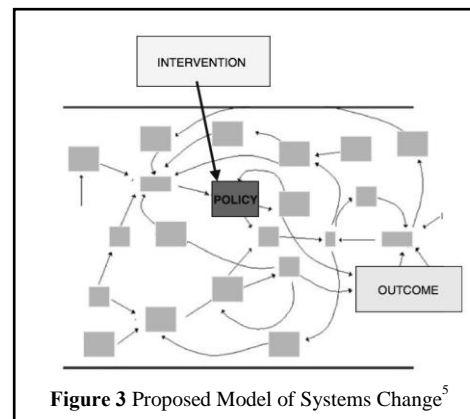 INTERVENTION
POLICY
OUTCOME
Figure 3 Proposed Model of Systems Change5